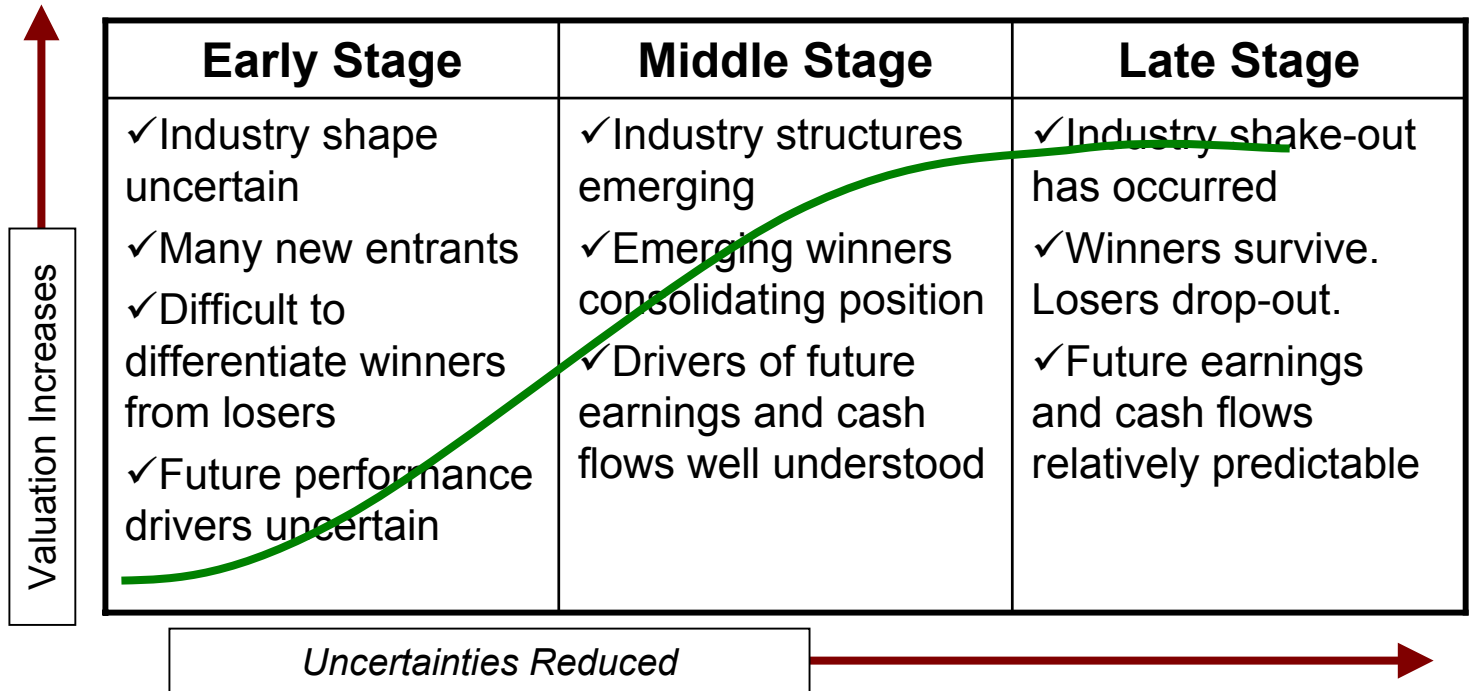 Early Stage
Middle Stage
Late Stage
✓Industry shape
uncertain
✓Many new entrants
✓Difficult to
differentiate winners
from losers
✓Future performance
drivers uncertain
✓Industry structures
emerging
✓Emerging winners
consolidating position
✓Drivers of future
earnings and cash
flows well understood
✓Industry shake-out
has occurred
✓Winners survive.
Losers drop-out.
✓Future earnings
and cash flows
relatively predictable
Valuation Increases
Uncertainties Reduced